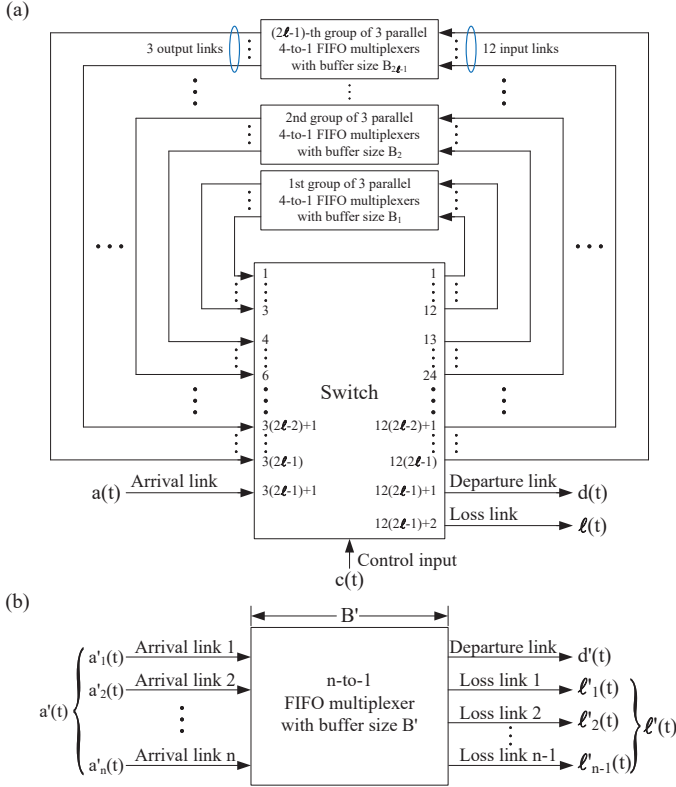 (a)
(2ℓ-1)-th group of 3 parallel
4-to-1 FIFO multiplexers
with buffer size B₂ℓ₋₁
3 output links
12 input links
2nd group of 3 parallel
4-to-1 FIFO multiplexers
with buffer size B₂
1st group of 3 parallel
4-to-1 FIFO multiplexers
with buffer size B₁
1 1
3 12
4 13
6 24
Switch
3(2ℓ-2)+1 12(2ℓ-2)+1
3(2ℓ-1) 12(2ℓ-1)
a(t) Arrival link 3(2ℓ-1)+1 12(2ℓ-1)+1 Departure link d(t)
12(2ℓ-1)+2 Loss link ℓ(t)
Control input
c(t)
(b)
B'
a'(t)
a'₁(t) Arrival link 1
a'₂(t) Arrival link 2
a'ₙ(t) Arrival link n
n-to-1
FIFO multiplexer
with buffer size B'
Departure link d'(t)
Loss link 1 ℓ'₁(t)
Loss link 2 ℓ'₂(t)
Loss link n-1 ℓ'ₙ₋₁(t)
ℓ'(t)